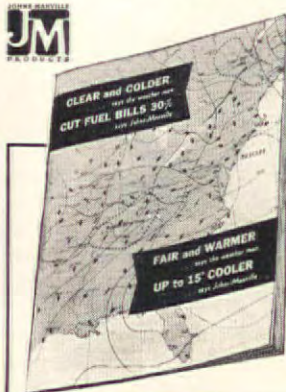 JOHNS-MANVILLE
JM
PRODUCTS
CLEAR and COLDER
says the weather man
CUT FUEL BILLS 30%
says Johns-Manville
FAIR and WARMER
says the weather man
UP to 15° COOLER
says Johns-Manville